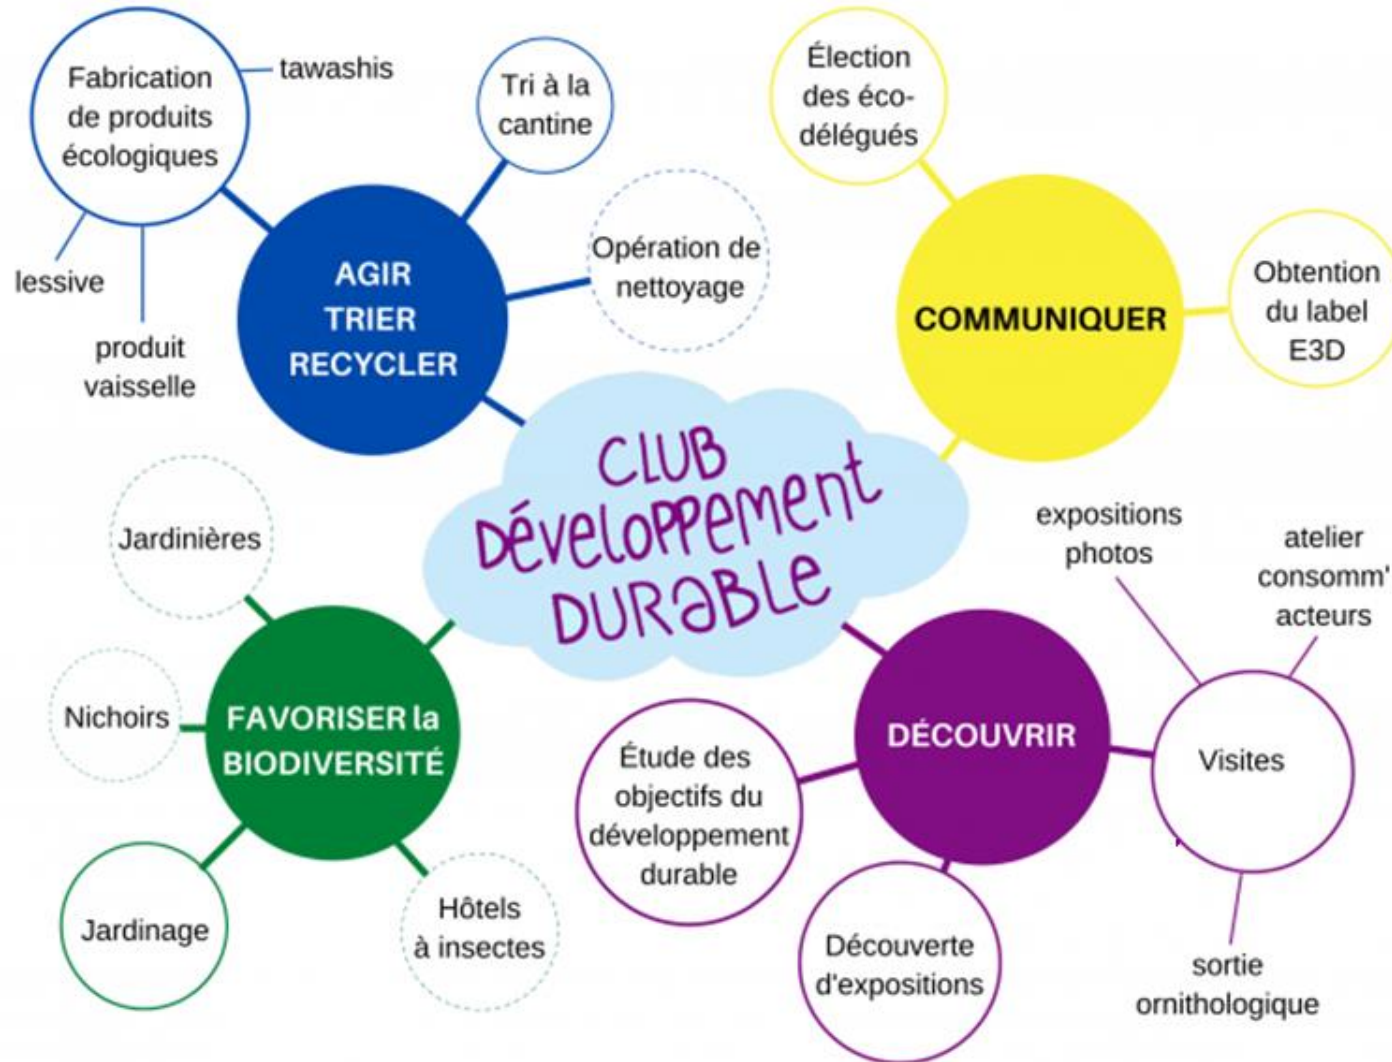 Fabrication
de produits
écologiques
tawashis
lessive
produit
vaisselle
Tri à la
cantine
Opération de
nettoyage
AGIR
TRIER
RECYCLER
Élection
des éco-
délégués
COMMUNIQUER
Obtention
du label
E3D
CLUB
DÉVELOPPEMENT
DURABLE
Jardinières
Nichoirs
FAVORISER la
BIODIVERSITÉ
Jardinage
Hôtels
à insectes
expositions
photos
atelier
consomm'
acteurs
DÉCOUVRIR
Visites
Étude des
objectifs du
développement
durable
Découverte
d'expositions
sortie
ornithologique